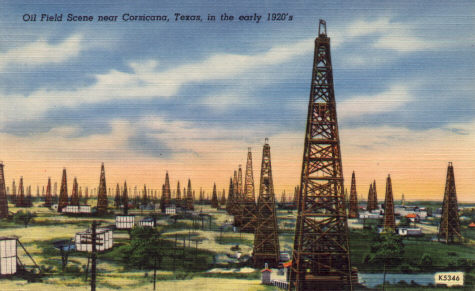 Oil Field Scene near Corsicana, Texas, in the early 1920's
K5346